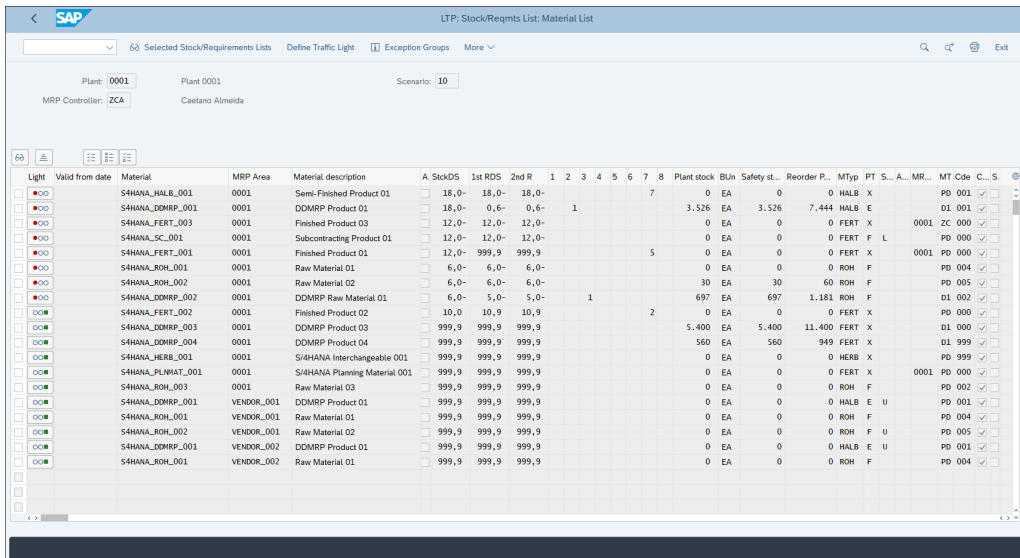 SAP LTP: Stock/Reqmts List: Material List
Selected Stock/Requirements Lists Define Traffic Light Exception Groups More Exit
Plant: 0001 Plant 0001 Scenario: 10
MRP Controller: ZCA Caetano Almeida
Light Valid from date Material MRP Area Material description A. StckDS 1st RDS 2nd R 1 2 3 4 5 6 7 8 Plant stock BUn Safety st... Reorder P... MTyp PT S... A... MR... MT Cde C... S.
S4HANA_HALB_001 0001 Semi-Finished Product 01 18,0- 18,0- 18,0- 7 0 EA 0 0 HALB X PD 001
S4HANA_DDMRP_001 0001 DDMRP Product 01 18,0- 0,6- 0,6- 1 3.526 EA 3.526 7.444 HALB E D1 001
S4HANA_FERT_003 0001 Finished Product 03 12,0- 12,0- 12,0- 0 EA 0 0 FERT X 0001 ZC 000
S4HANA_SC_001 0001 Subcontracting Product 01 12,0- 12,0- 12,0- 0 EA 0 0 FERT F L PD 000
S4HANA_FERT_001 0001 Finished Product 01 12,0- 999,9 999,9 5 0 EA 0 0 FERT X 0001 PD 000
S4HANA_ROH_001 0001 Raw Material 01 6,0- 6,0- 6,0- 0 EA 0 0 ROH F PD 004
S4HANA_ROH_002 0001 Raw Material 02 6,0- 6,0- 6,0- 30 EA 30 60 ROH F PD 005
S4HANA_DDMRP_002 0001 DDMRP Raw Material 01 6,0- 5,0- 5,0- 1 697 EA 697 1.181 ROH F D1 002
S4HANA_FERT_002 0001 Finished Product 02 10,0 10,9 10,9 2 0 EA 0 0 FERT X PD 000
S4HANA_DDMRP_003 0001 DDMRP Product 03 999,9 999,9 999,9 5.400 EA 5.400 11.400 FERT X D1 000
S4HANA_DDMRP_004 0001 DDMRP Product 04 999,9 999,9 999,9 560 EA 560 949 FERT X D1 999
S4HANA_HERB_001 0001 S/4HANA Interchangeable 001 999,9 999,9 999,9 0 EA 0 0 HERB X PD 999
S4HANA_PLNMAT_001 0001 S/4HANA Planning Material 001 999,9 999,9 999,9 0 EA 0 0 FERT X 0001 PD 000
S4HANA_ROH_003 0001 Raw Material 03 999,9 999,9 999,9 0 EA 0 0 ROH F PD 002
S4HANA_DDMRP_001 VENDOR_001 DDMRP Product 01 999,9 999,9 999,9 0 EA 0 0 HALB E U PD 001
S4HANA_ROH_001 VENDOR_001 Raw Material 01 999,9 999,9 999,9 0 EA 0 0 ROH F PD 004
S4HANA_ROH_002 VENDOR_001 Raw Material 02 999,9 999,9 999,9 0 EA 0 0 ROH F U PD 005
S4HANA_DDMRP_001 VENDOR_002 DDMRP Product 01 999,9 999,9 999,9 0 EA 0 0 HALB E U PD 001
S4HANA_ROH_001 VENDOR_002 Raw Material 01 999,9 999,9 999,9 0 EA 0 0 ROH F PD 004